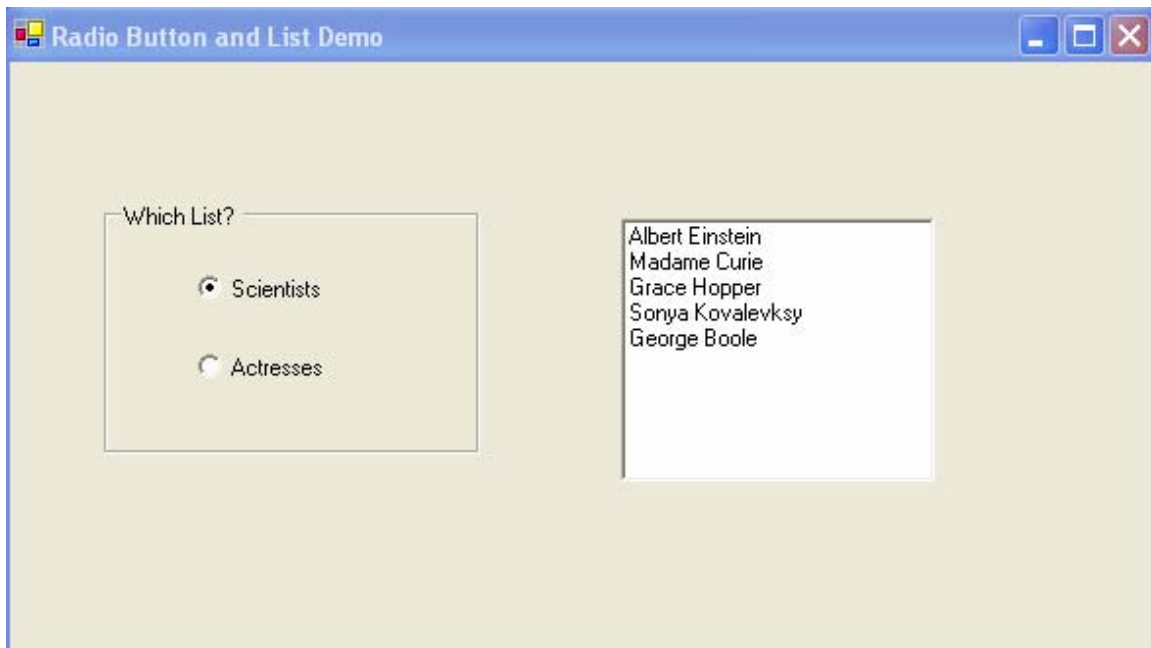 Radio Button and List Demo
Which List?
Scientists
Actresses
Albert Einstein
Madame Curie
Grace Hopper
Sonya Kovalevksy
George Boole